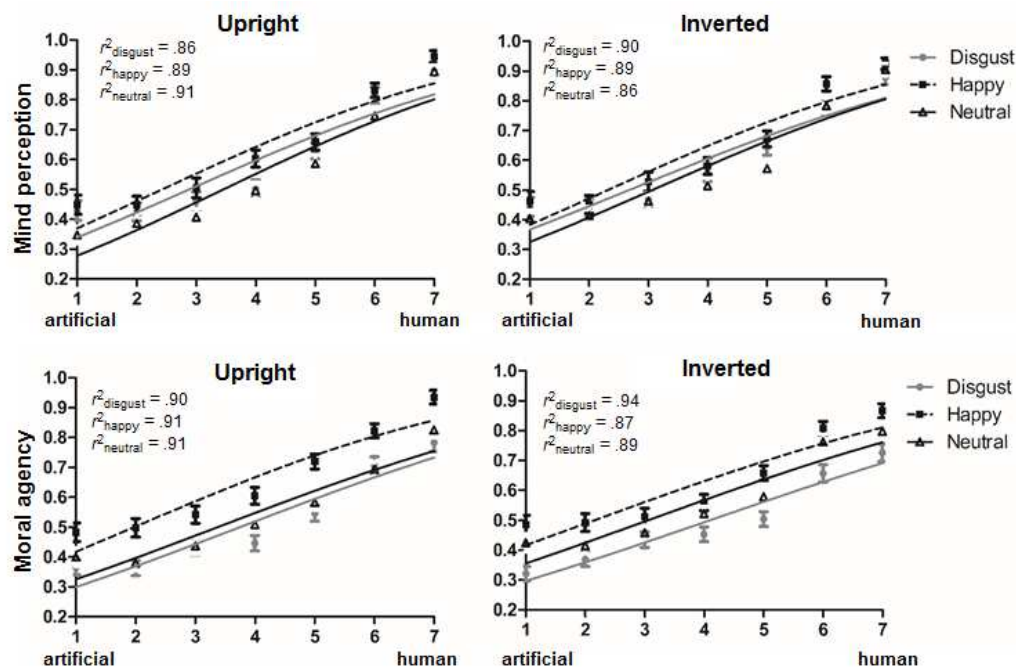 Upright
Inverted
r²disgust = .86
r²happy = .89
r²neutral = .91
r²disgust = .90
r²happy = .89
r²neutral = .86
Disgust
Happy
Neutral
Mind perception
1.0
0.9
0.8
0.7
0.6
0.5
0.4
0.3
0.2
1 2 3 4 5 6 7
artificial human
1.0
0.9
0.8
0.7
0.6
0.5
0.4
0.3
0.2
1 2 3 4 5 6 7
artificial human
Upright
Inverted
r²disgust = .90
r²happy = .91
r²neutral = .91
r²disgust = .94
r²happy = .87
r²neutral = .89
Disgust
Happy
Neutral
Moral agency
1.0
0.9
0.8
0.7
0.6
0.5
0.4
0.3
0.2
1 2 3 4 5 6 7
artificial human
1.0
0.9
0.8
0.7
0.6
0.5
0.4
0.3
0.2
1 2 3 4 5 6 7
artificial human